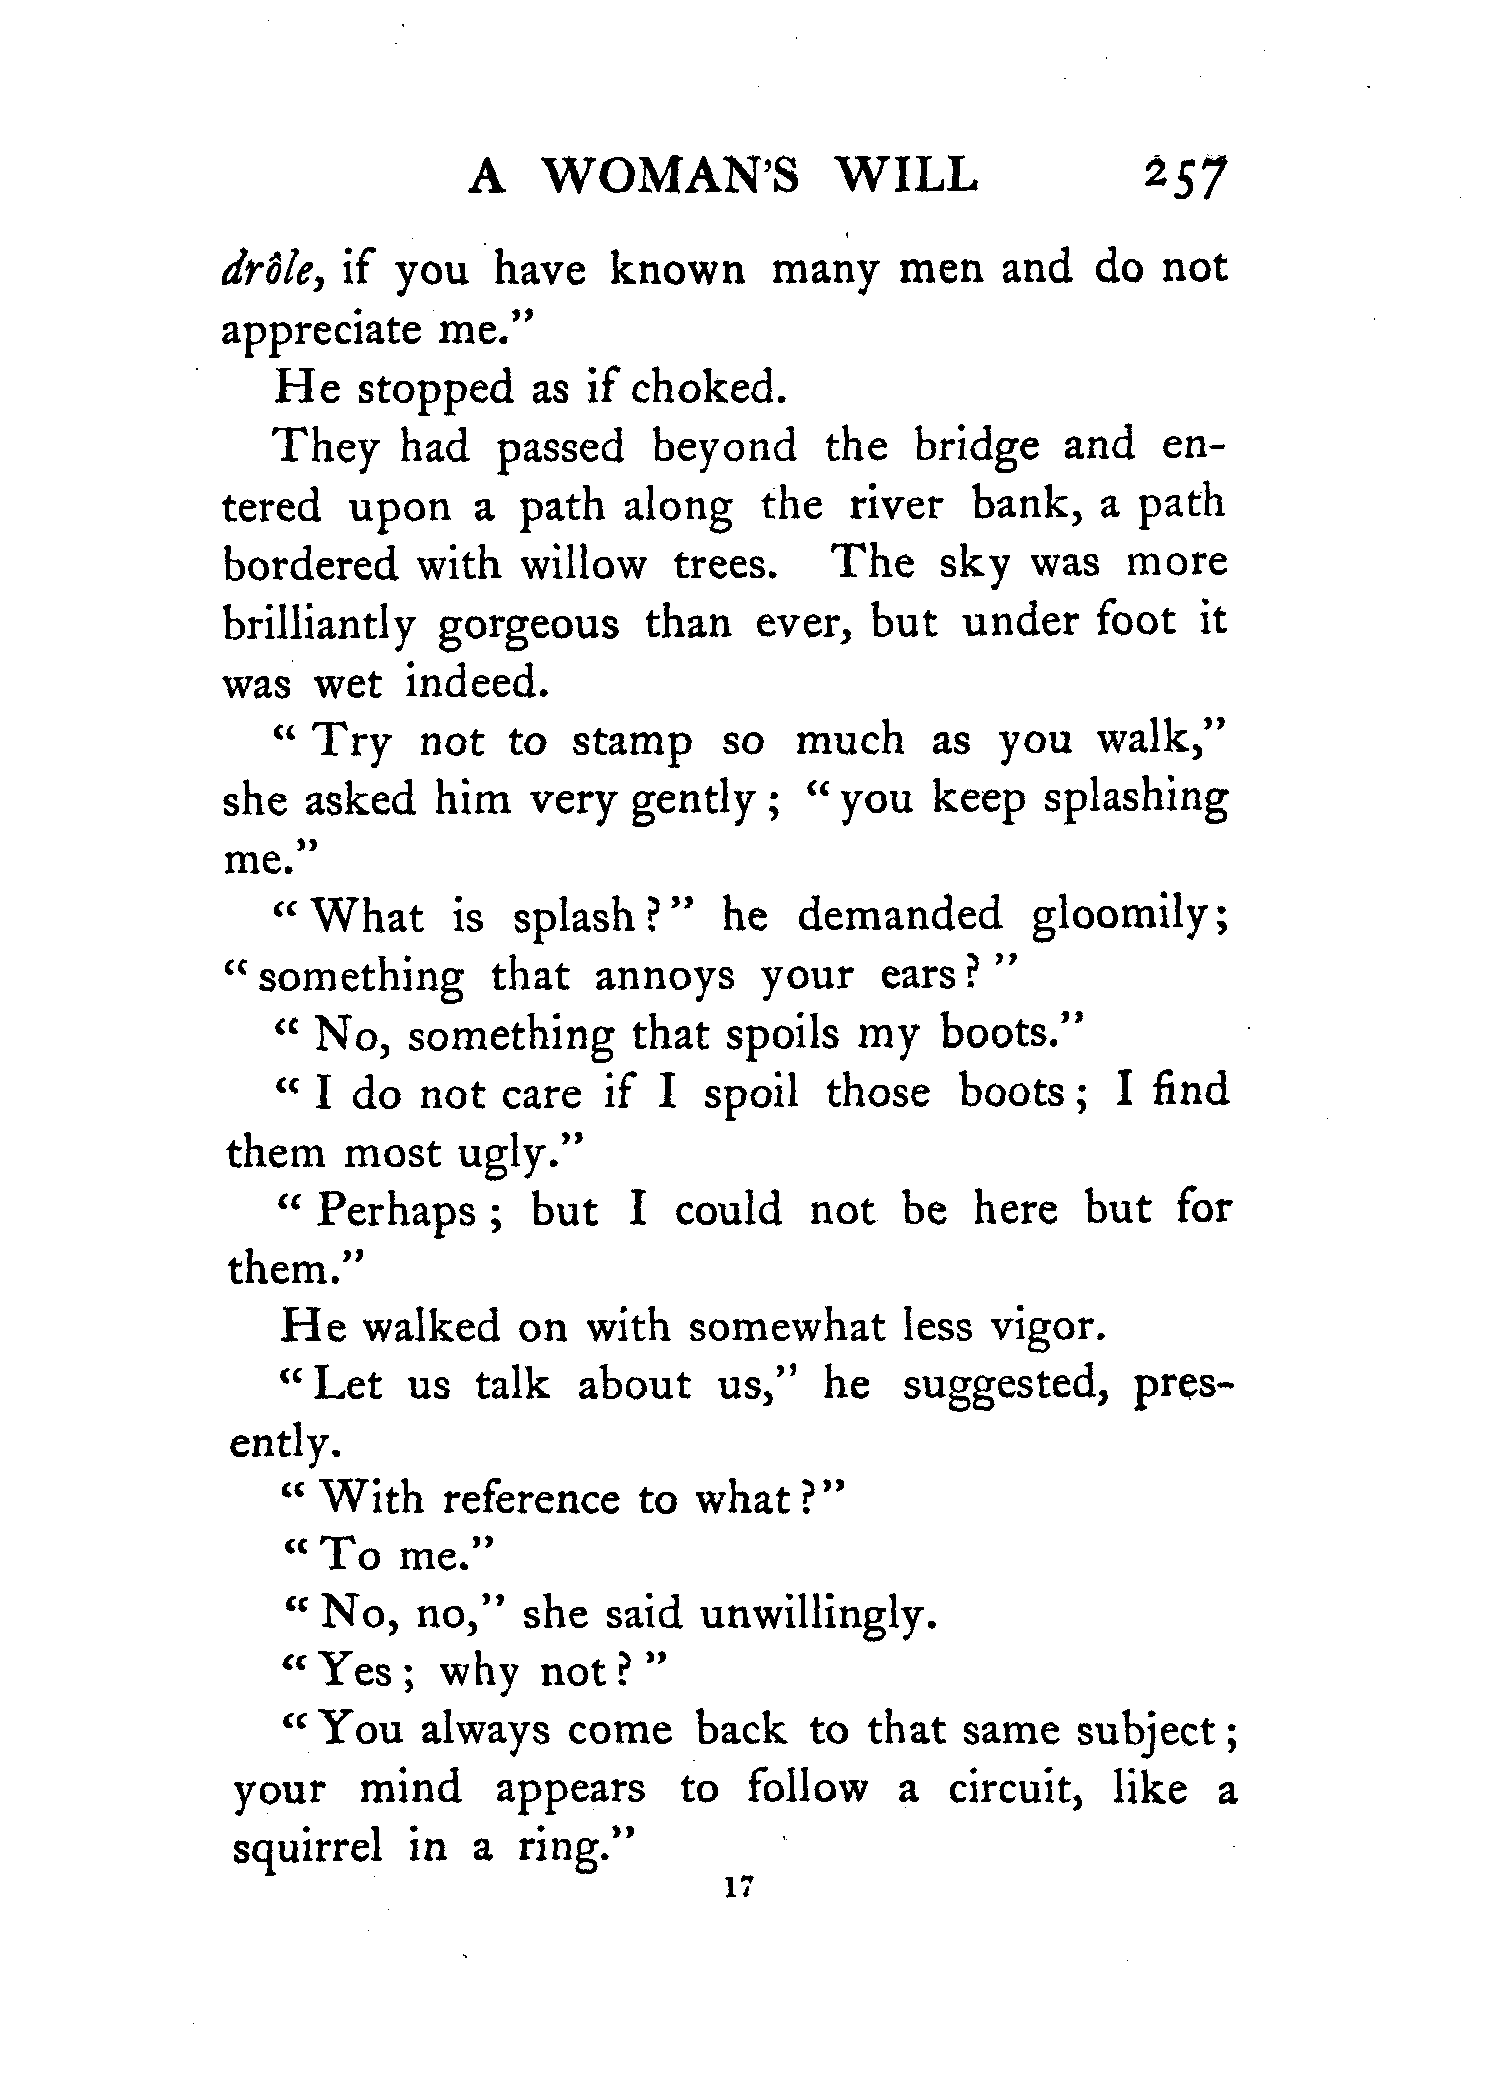 A WOMAN'S WILL 257
drôle, if you have known many men and do not
appreciate me."
He stopped as if choked.
They had passed beyond the bridge and en-
tered upon a path along the river bank, a path
bordered with willow trees. The sky was more
brilliantly gorgeous than ever, but under foot it
was wet indeed.
" Try not to stamp so much as you walk,"
she asked him very gently ; " you keep splashing
me."
" What is splash ? " he demanded gloomily ;
" something that annoys your ears ? "
" No, something that spoils my boots."
" I do not care if I spoil those boots ; I find
them most ugly."
" Perhaps ; but I could not be here but for
them."
He walked on with somewhat less vigor.
" Let us talk about us," he suggested, pres-
ently.
" With reference to what ? "
" To me."
" No, no," she said unwillingly.
" Yes ; why not ? "
" You always come back to that same subject ;
your mind appears to follow a circuit, like a
squirrel in a ring."
17